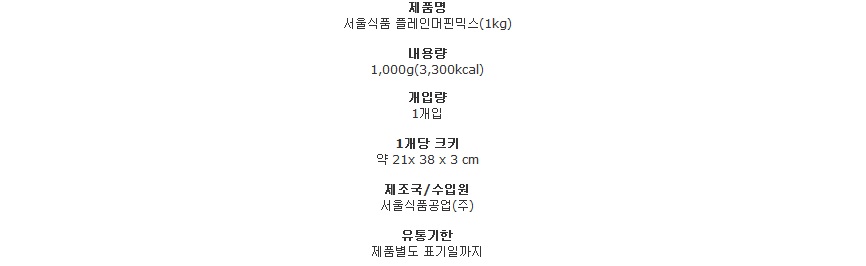 제품명
서울식품 플레인머핀믹스(1kg)
내용량
1,000g(3,300kcal)
개입량
1개입
1개당 크키
약 21x 38 x 3 cm
제조국/수입원
서울식품공업(주)
유통기한
제품별도 표기일까지